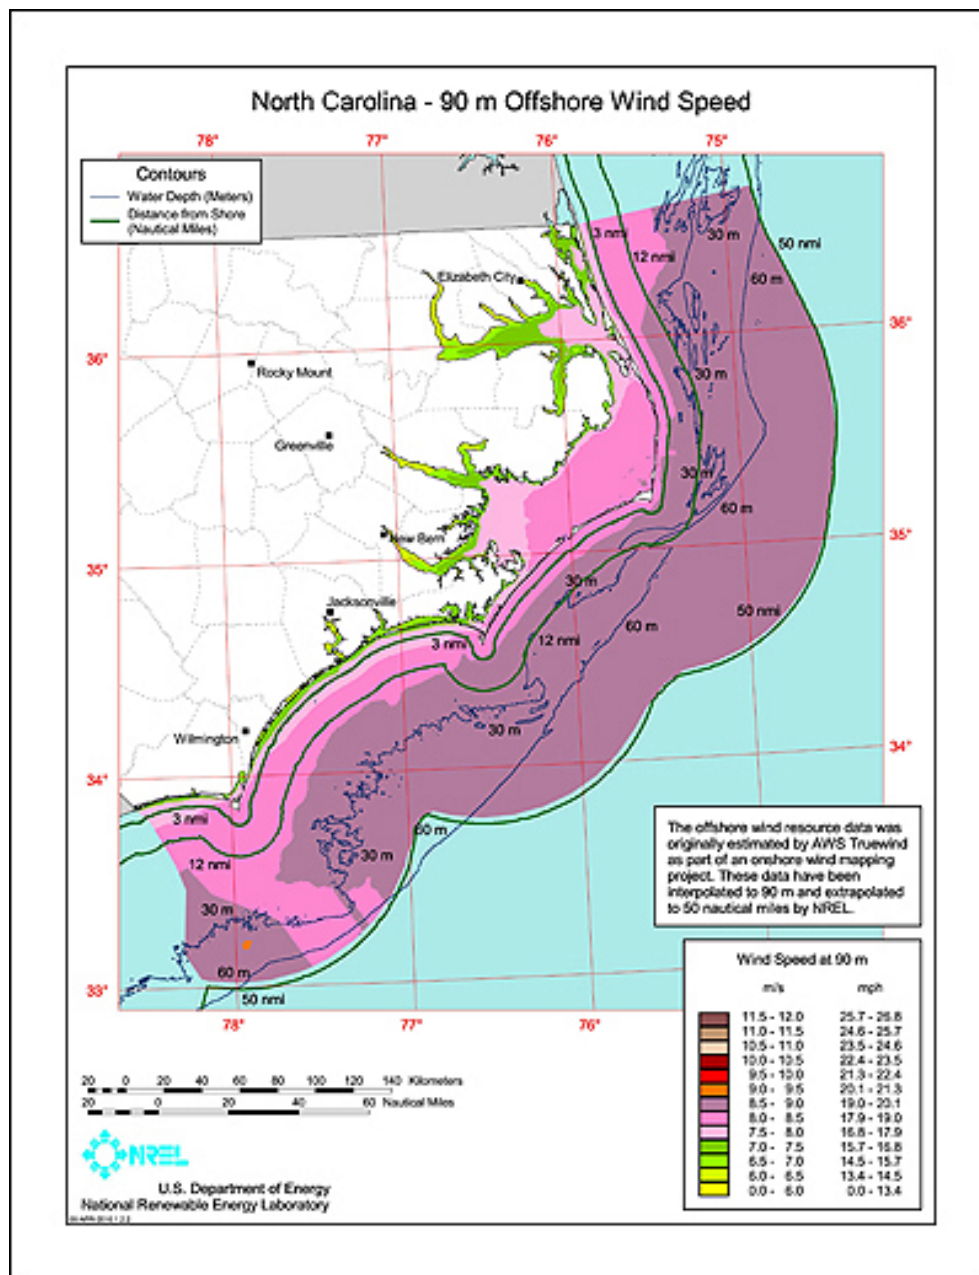 North Carolina - 90 m Offshore Wind Speed
78°
77°
76°
75°
Contours
Water Depth (Meters)
Distance from Shore
(Nautical Miles)
3 nmi
30 m
50 nmi
12 nmi
60 m
Elizabeth City
36°
36°
Rocky Mount
30 m
Greenville
30 m
60 m
New Bern
35°
35°
30 m
Jacksonville
50 nmi
60 m
3 nmi
12 nmi
30 m
Wilmington
34°
34°
3 nmi
60 m
30 m
12 nmi
30 m
60 m
50 nmi
33°
33°
78°
77°
76°
The offshore wind resource data was
originally estimated by AWS Truewind
as part of an onshore wind mapping
project. These data have been
interpolated to 90 m and extrapolated
to 50 nautical miles by NREL.
Wind Speed at 90 m
m/s mph
11.5 - 12.0 25.7 - 26.8
11.0 - 11.5 24.6 - 25.7
10.5 - 11.0 23.5 - 24.6
10.0 - 10.5 22.4 - 23.5
9.5 - 10.0 21.3 - 22.4
9.0 - 9.5 20.1 - 21.3
8.5 - 9.0 19.0 - 20.1
8.0 - 8.5 17.9 - 19.0
7.5 - 8.0 16.8 - 17.9
7.0 - 7.5 15.7 - 16.8
6.5 - 7.0 14.5 - 15.7
6.0 - 6.5 13.4 - 14.5
0.0 - 6.0 0.0 - 13.4
20 0 20 40 60 80 100 120 140 Kilometers
20 0 20 40 60 Nautical Miles
NREL
U.S. Department of Energy
National Renewable Energy Laboratory